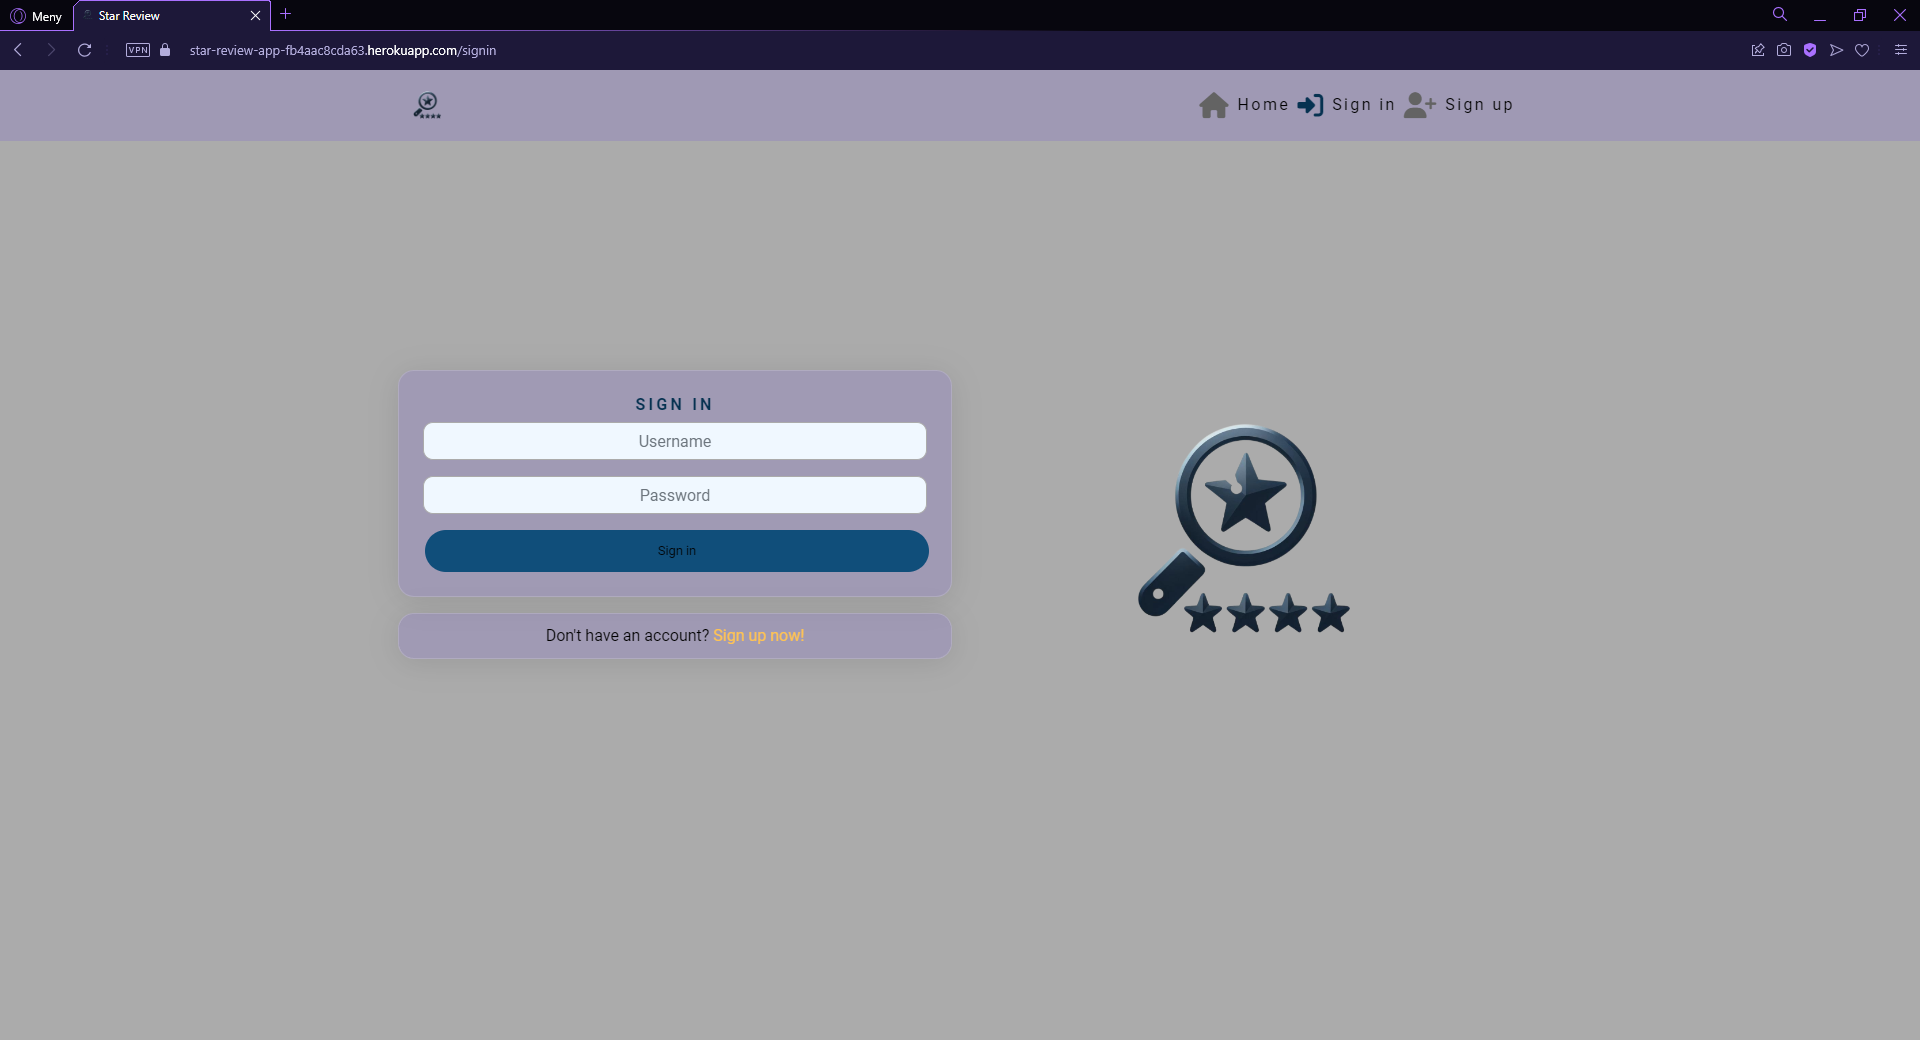 Meny
Star Review
VPN
star-review-app-fb4aac8cda63.herokuapp.com/signin
Home Sign in Sign up
SIGN IN
Username
Password
Sign in
Don't have an account? Sign up now!